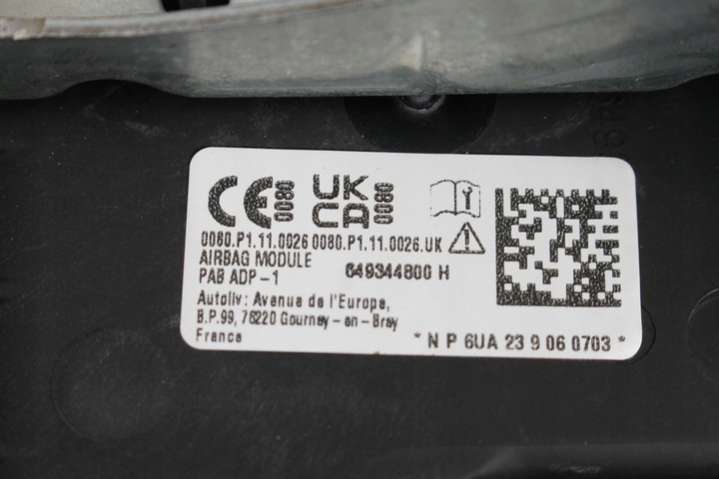 CE 0080 UK CA 0080
0080.P1.11.0026 0080.P1.11.0026.UK
AIRBAG MODULE
PAB ADP-1 649344800 H
Autoliv: Avenue de l'Europe,
B.P.99, 76220 Gournay-en-Bray
France * N P 6UA 23 9 060 0703 *